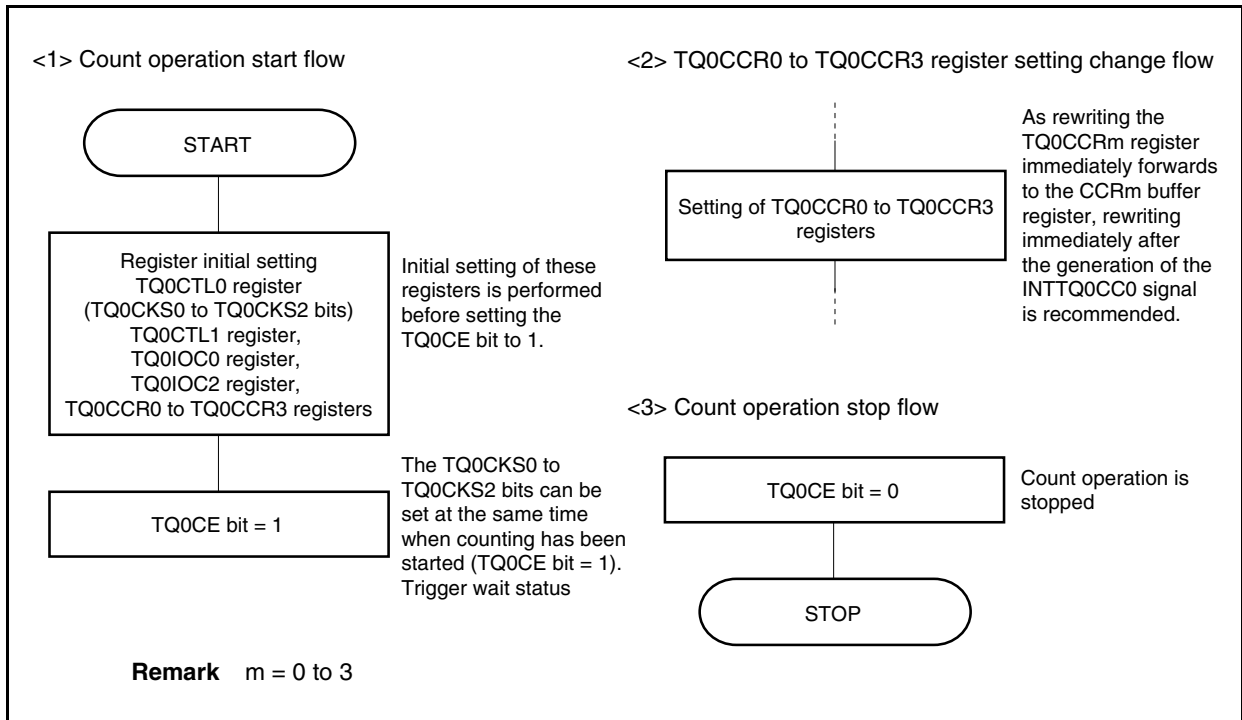 <1> Count operation start flow
START
Register initial setting
TQ0CTL0 register
(TQ0CKS0 to TQ0CKS2 bits)
TQ0CTL1 register,
TQ0IOC0 register,
TQ0IOC2 register,
TQ0CCR0 to TQ0CCR3 registers
Initial setting of these
registers is performed
before setting the
TQ0CE bit to 1.
TQ0CE bit = 1
The TQ0CKS0 to
TQ0CKS2 bits can be
set at the same time
when counting has been
started (TQ0CE bit = 1).
Trigger wait status
<2> TQ0CCR0 to TQ0CCR3 register setting change flow
Setting of TQ0CCR0 to TQ0CCR3
registers
As rewriting the
TQ0CCRm register
immediately forwards
to the CCRm buffer
register, rewriting
immediately after
the generation of the
INTTQ0CC0 signal
is recommended.
<3> Count operation stop flow
TQ0CE bit = 0
Count operation is
stopped
STOP
Remark m = 0 to 3